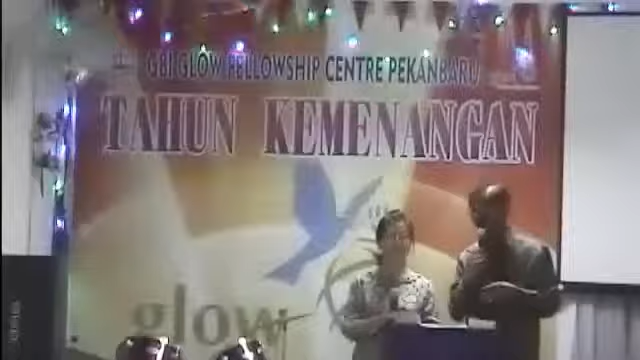 GBI GLOW FELLOWSHIP CENTRE PEKANBARU
TAHUN KEMENANGAN
glow